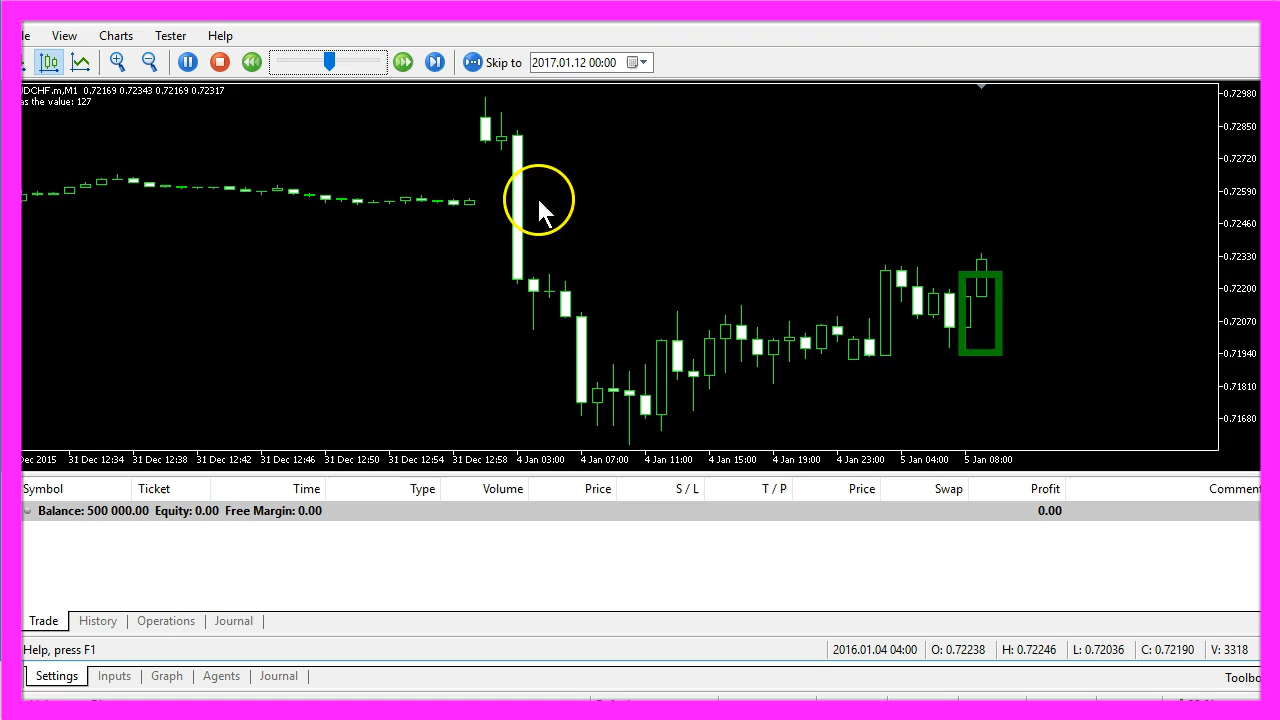 le View Charts Tester Help
Skip to 2017.01.12 00:00
JDCHF.m,M1 0.72169 0.72343 0.72169 0.72317
as the value: 127
0.72980
0.72850
0.72720
0.72590
0.72460
0.72330
0.72200
0.72070
0.71940
0.71810
0.71680
Dec 2015 31 Dec 12:34 31 Dec 12:38 31 Dec 12:42 31 Dec 12:46 31 Dec 12:50 31 Dec 12:54 31 Dec 12:58 4 Jan 03:00 4 Jan 07:00 4 Jan 11:00 4 Jan 15:00 4 Jan 19:00 4 Jan 23:00 5 Jan 04:00 5 Jan 08:00
Symbol Ticket Time Type Volume Price S / L T / P Price Swap Profit Comment
Balance: 500 000.00 Equity: 0.00 Free Margin: 0.00 0.00
Trade History Operations Journal
Help, press F1 2016.01.04 04:00 O: 0.72238 H: 0.72246 L: 0.72036 C: 0.72190 V: 3318
Settings Inputs Graph Agents Journal Toolbo